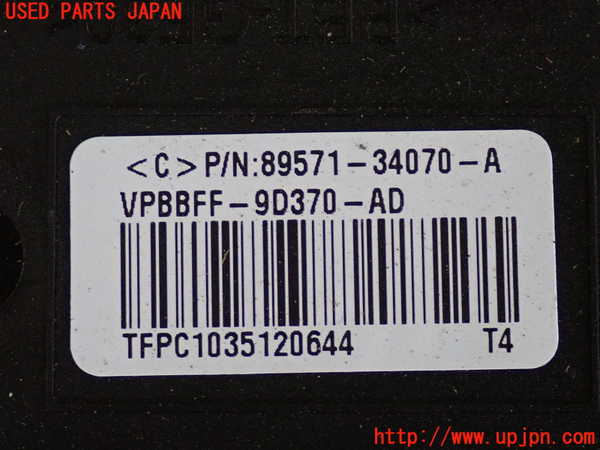 USED PARTS JAPAN
<C> P/N:89571-34070-A
VPBBFF-9D370-AD
TFPC1035120644 T4
http://www.upjpn.com